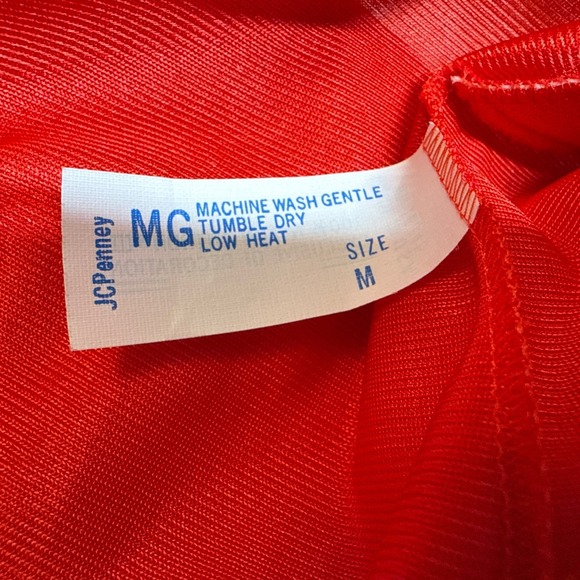 JCPenney
MG
MACHINE WASH GENTLE
TUMBLE DRY
LOW HEAT
SIZE
M